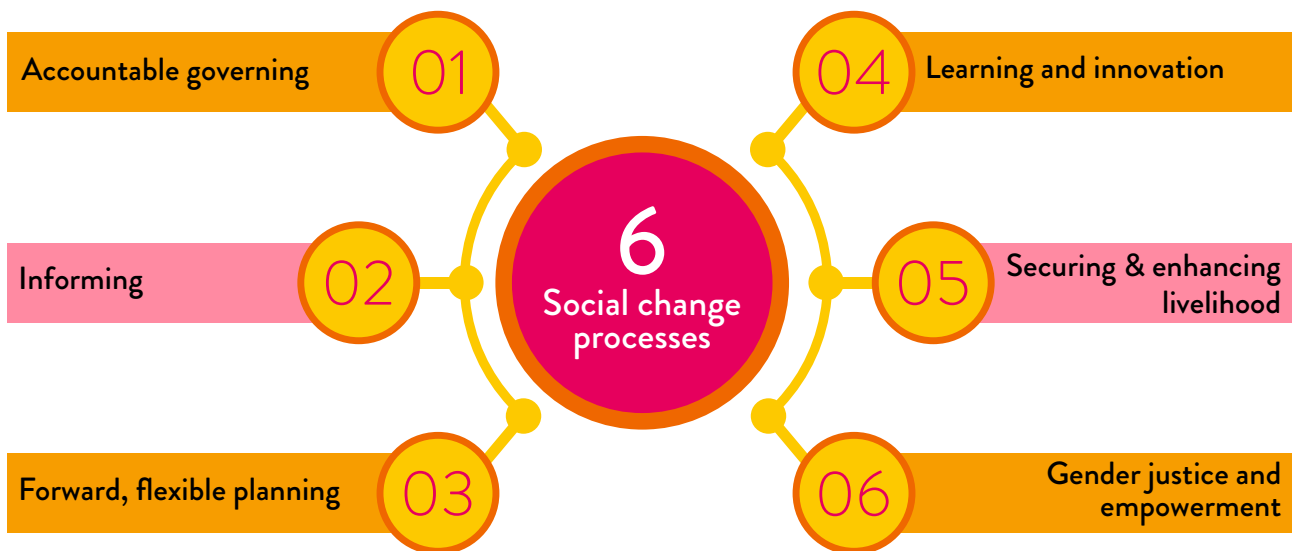 01
Accountable governing
02
Informing
03
Forward, flexible planning
6
Social change
processes
04
Learning and innovation
05
Securing & enhancing
livelihood
06
Gender justice and
empowerment